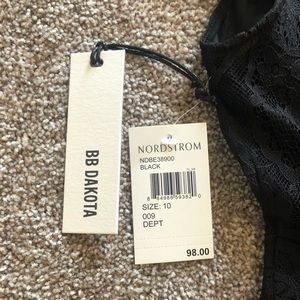 BB DAKOTA
NORDSTROM
NDBE38900
BLACK
SIZE: 10
009
DEPT
98.00